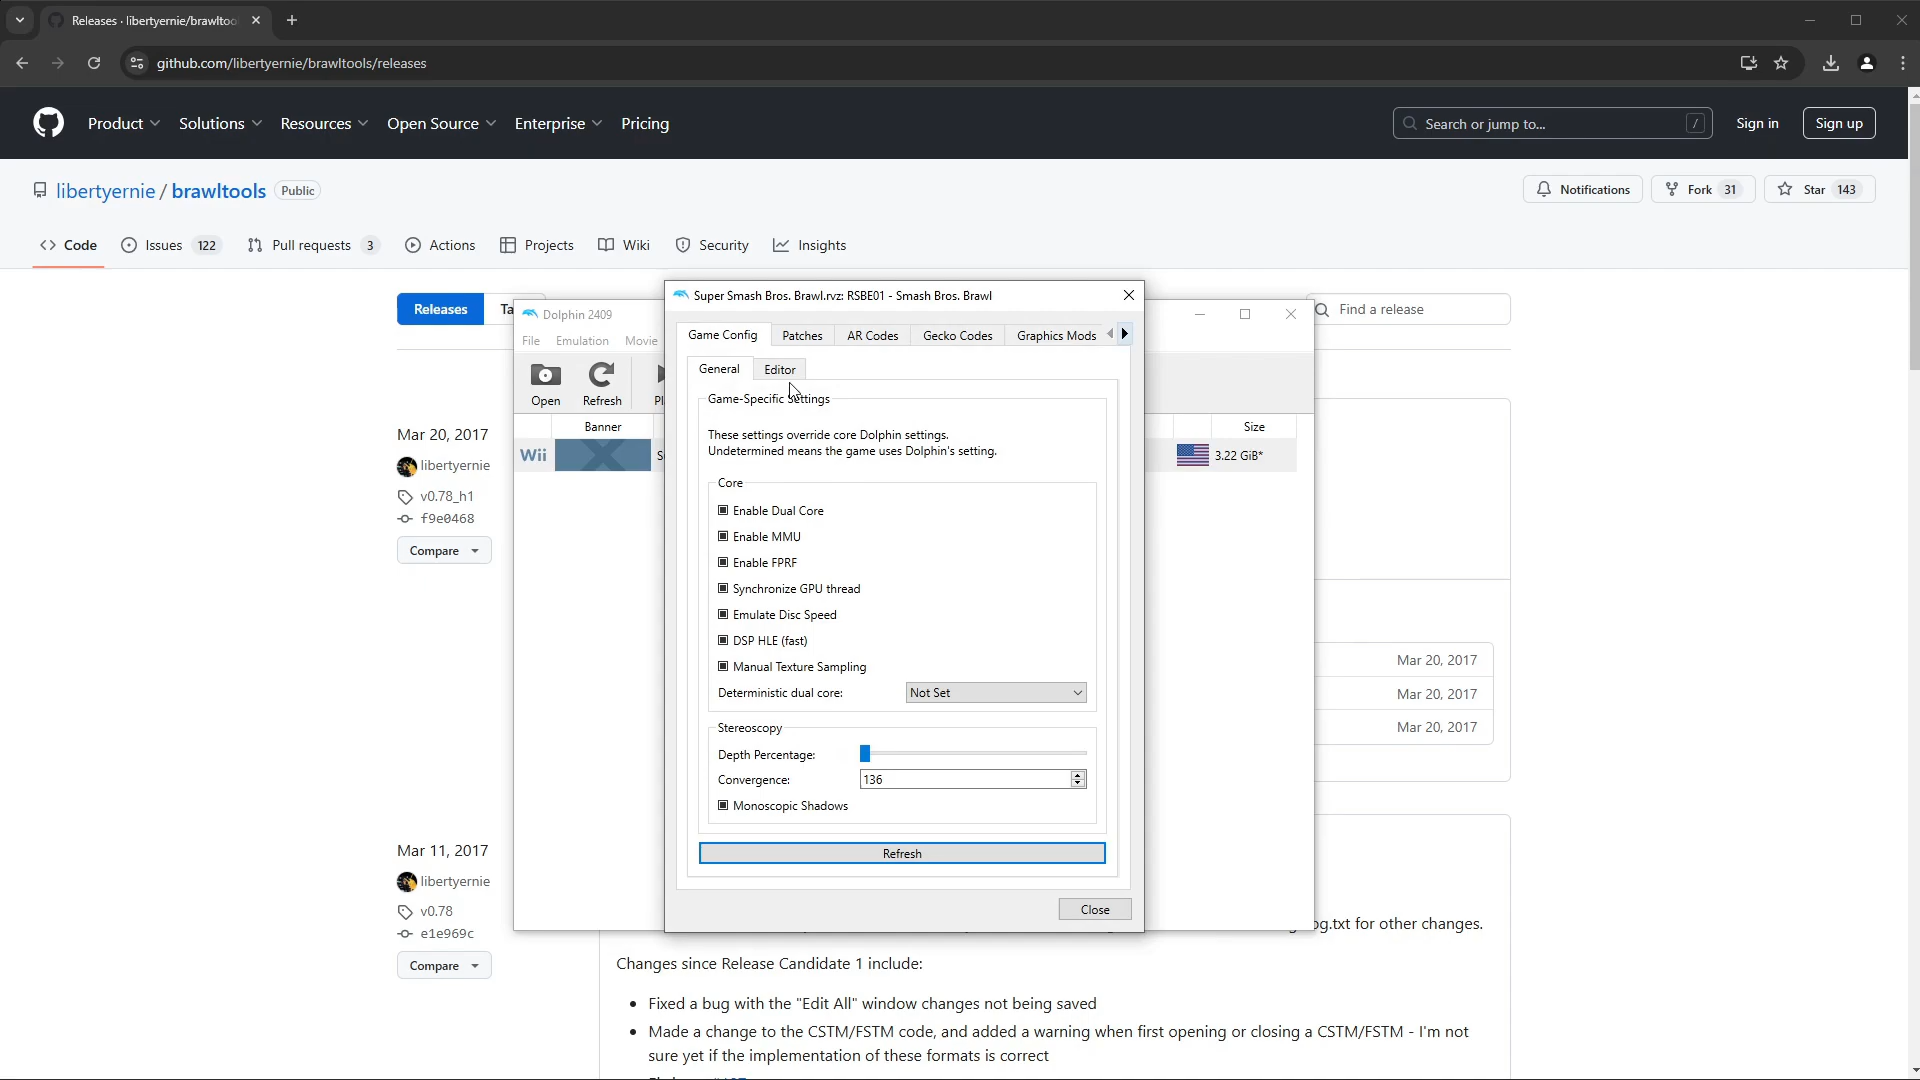 Releases · libertyernie/brawltoo
github.com/libertyernie/brawltools/releases
Product
Solutions
Resources
Open Source
Enterprise
Pricing
Search or jump to...
/
Sign in
Sign up
libertyernie / brawltools
Public
Notifications
Fork 31
Star 143
Code
Issues 122
Pull requests 3
Actions
Projects
Wiki
Security
Insights
Releases
Ta
Find a release
Mar 20, 2017
libertyernie
v0.78_h1
f9e0468
Compare
Mar 11, 2017
libertyernie
v0.78
e1e969c
Compare
Dolphin 2409
File
Emulation
Movie
Open
Refresh
Pl
Banner
Size
Wii
S
3.22 GiB*
Super Smash Bros. Brawl.rvz: RSBE01 - Smash Bros. Brawl
Game Config
Patches
AR Codes
Gecko Codes
Graphics Mods
General
Editor
Game-Specific Settings
These settings override core Dolphin settings.
Undetermined means the game uses Dolphin's setting.
Core
Enable Dual Core
Enable MMU
Enable FPRF
Synchronize GPU thread
Emulate Disc Speed
DSP HLE (fast)
Manual Texture Sampling
Deterministic dual core:
Not Set
Stereoscopy
Depth Percentage:
Convergence:
136
Monoscopic Shadows
Refresh
Close
Mar 20, 2017
Mar 20, 2017
Mar 20, 2017
og.txt for other changes.
Changes since Release Candidate 1 include:
Fixed a bug with the "Edit All" window changes not being saved
Made a change to the CSTM/FSTM code, and added a warning when first opening or closing a CSTM/FSTM - I'm not
sure yet if the implementation of these formats is correct